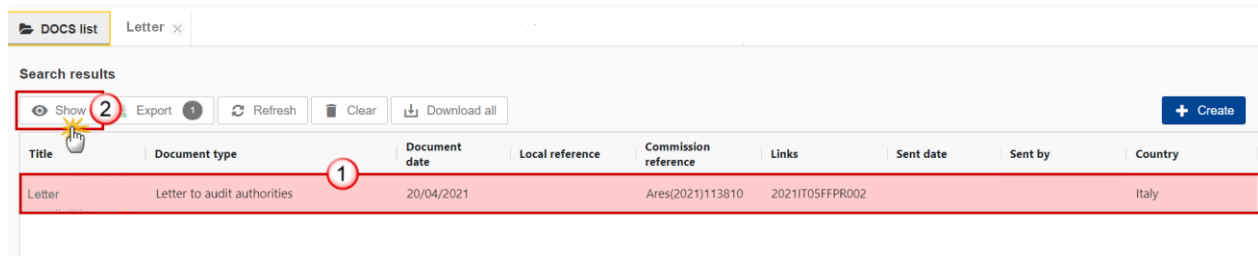 DOCS list Letter ×
Search results
Show 2 Export 1 Refresh Clear Download all + Create
Title Document type Document date Local reference Commission reference Links Sent date Sent by Country
1
Letter Letter to audit authorities 20/04/2021 Ares(2021)113810 2021IT05FFPR002 Italy